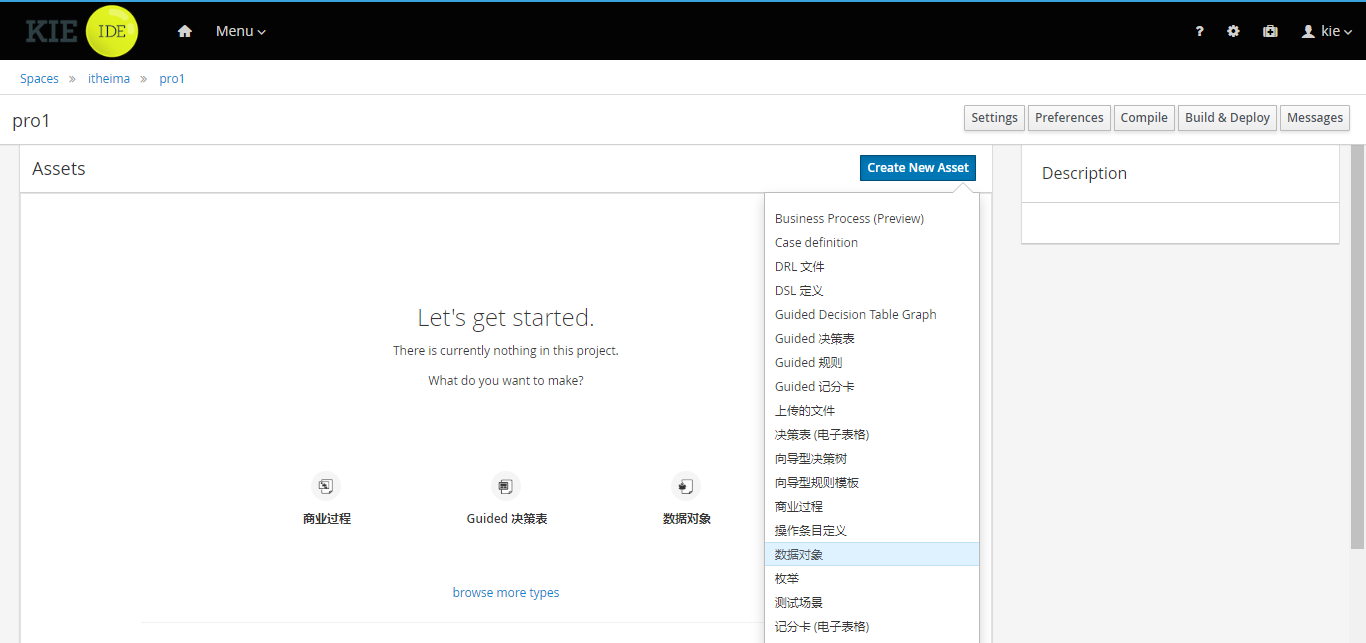 KIE IDE Menu ? kie
Spaces » itheima » pro1
pro1
Settings Preferences Compile Build & Deploy Messages
Assets
Create New Asset
Description
Let's get started.
There is currently nothing in this project.
What do you want to make?
商业过程
Guided 决策表
数据对象
browse more types
Business Process (Preview)
Case definition
DRL 文件
DSL 定义
Guided Decision Table Graph
Guided 决策表
Guided 规则
Guided 记分卡
上传的文件
决策表 (电子表格)
向导型决策树
向导型规则模板
商业过程
操作条目定义
数据对象
枚举
测试场景
记分卡 (电子表格)